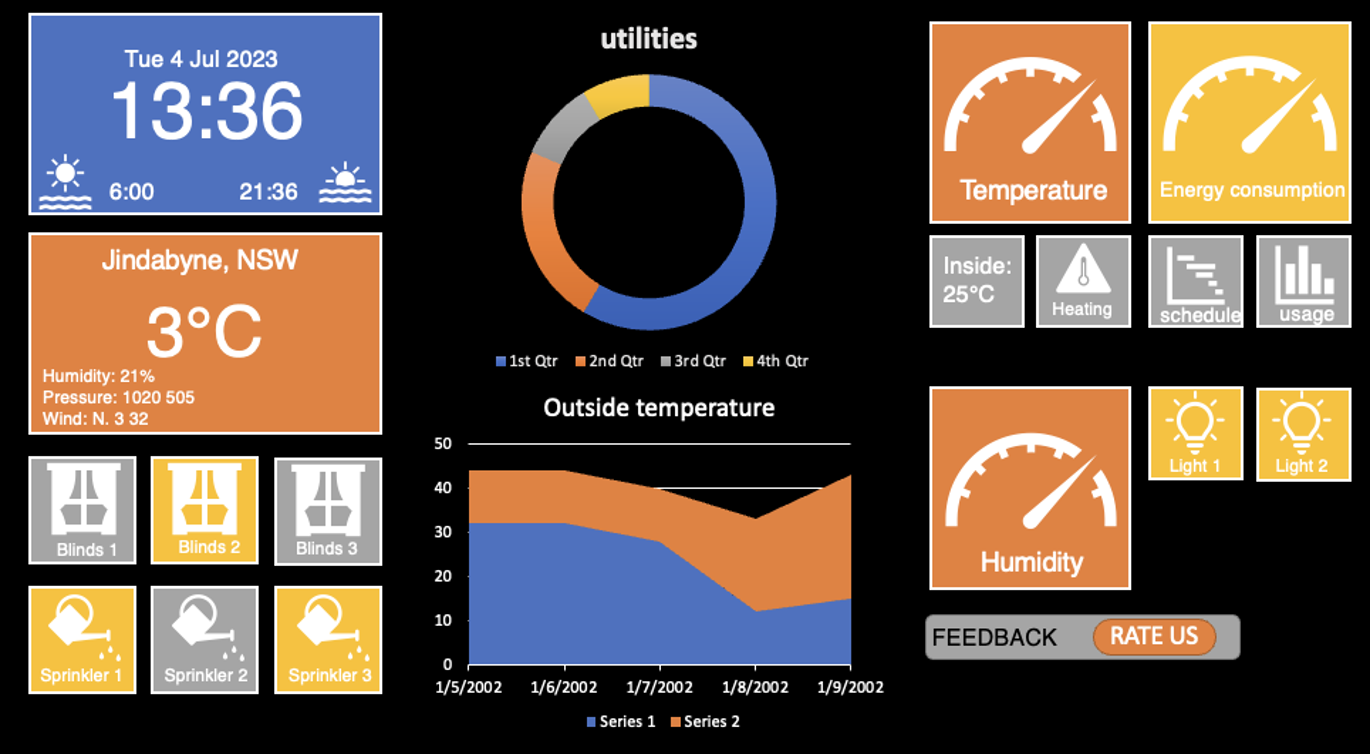 Tue 4 Jul 2023
13:36
6:00
21:36
Jindabyne, NSW
3°C
Humidity: 21%
Pressure: 1020 505
Wind: N. 3 32
Blinds 1
Blinds 2
Blinds 3
Sprinkler 1
Sprinkler 2
Sprinkler 3
utilities
1st Qtr
2nd Qtr
3rd Qtr
4th Qtr
Outside temperature
50
40
30
20
10
0
1/5/2002
1/6/2002
1/7/2002
1/8/2002
1/9/2002
Series 1
Series 2
Temperature
Energy consumption
Inside:
25°C
Heating
schedule
usage
Humidity
Light 1
Light 2
FEEDBACK
RATE US